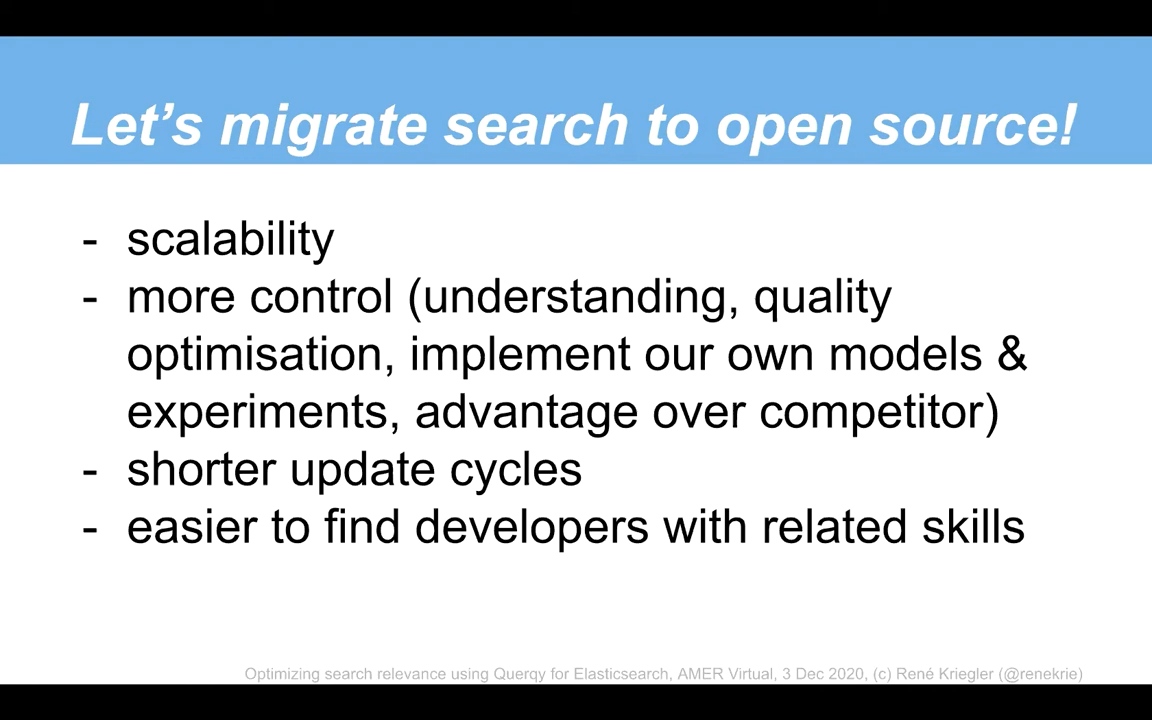 Let’s migrate search to open source!
- scalability
- more control (understanding, quality
optimisation, implement our own models &
experiments, advantage over competitor)
- shorter update cycles
- easier to find developers with related skills
Optimizing search relevance using Querqy for Elasticsearch, AMER Virtual, 3 Dec 2020, (c) René Kriegler (@renekrie)